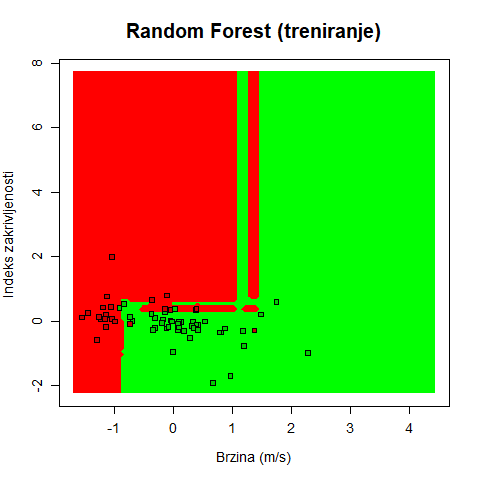 Random Forest (treniranje)
8
6
4
2
0
-2
Indeks zakrivljenosti
-1 0 1 2 3 4
Brzina (m/s)